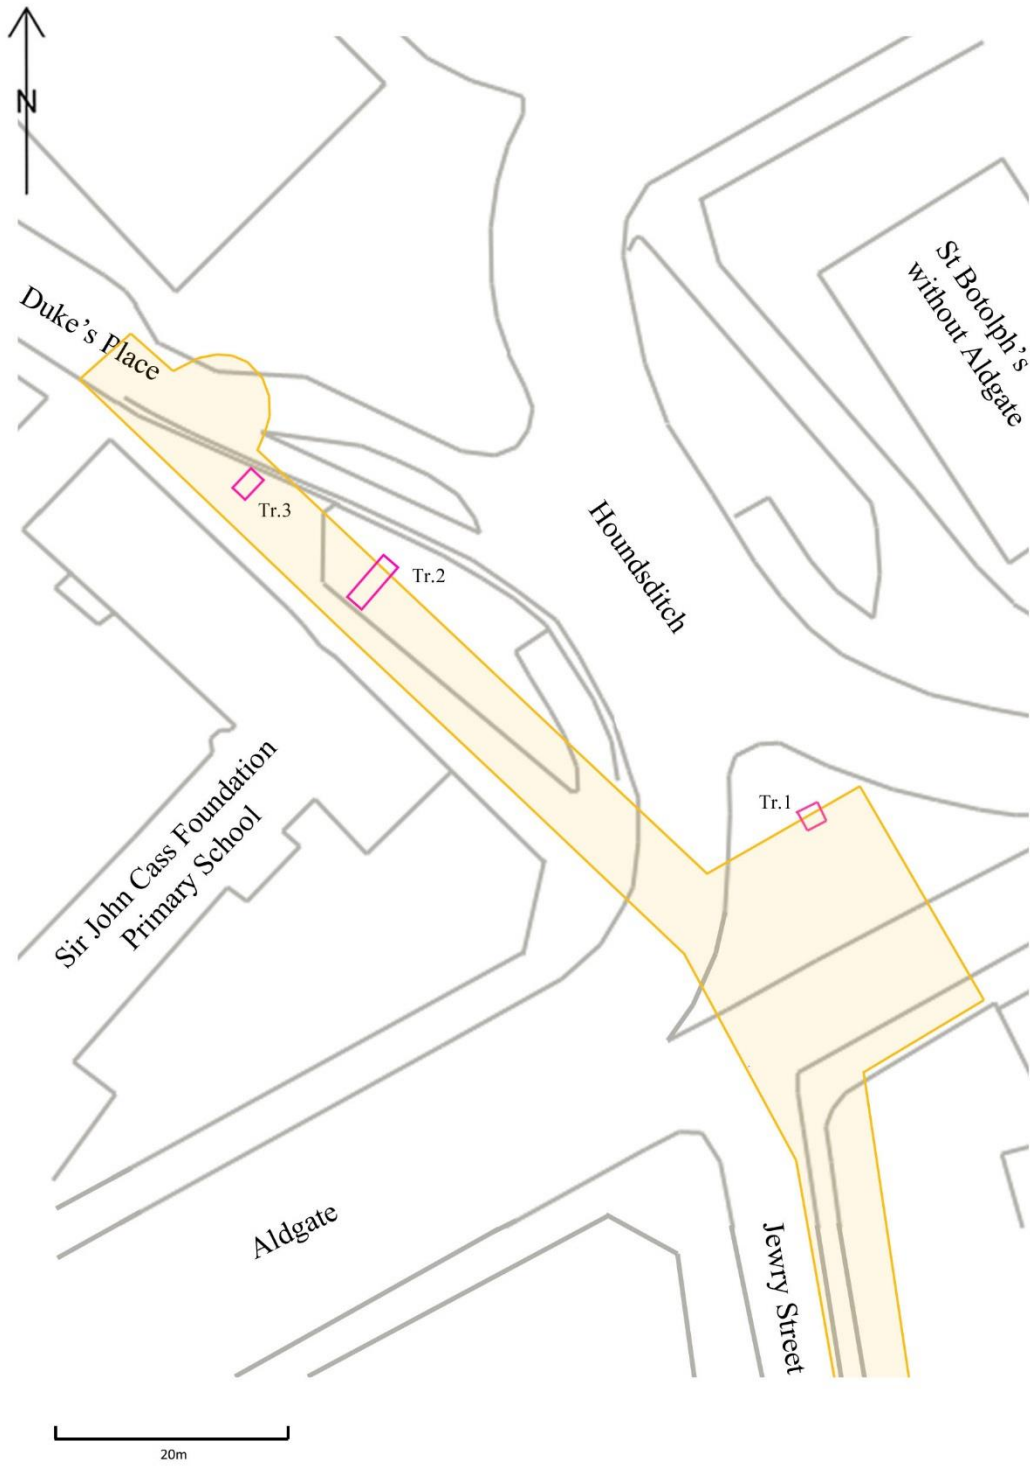 N
Duke’s Place
St Botolph’s
without Aldgate
Tr.3
Houndsditch
Tr.2
Sir John Cass Foundation
Primary School
Tr.1
Aldgate
Jewry Street
20m